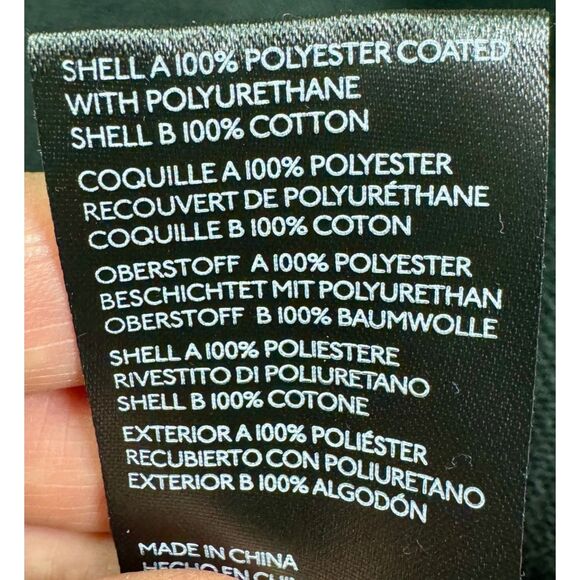 SHELL A 100% POLYESTER COATED
WITH POLYURETHANE
SHELL B 100% COTTON
COQUILLE A 100% POLYESTER
RECOUVERT DE POLYURÉTHANE
COQUILLE B 100% COTON
OBERSTOFF A 100% POLYESTER
BESCHICHTET MIT POLYURETHAN
OBERSTOFF B 100% BAUMWOLLE
SHELL A 100% POLIESTERE
RIVESTITO DI POLIURETANO
SHELL B 100% COTONE
EXTERIOR A 100% POLIÉSTER
RECUBIERTO CON POLIURETANO
EXTERIOR B 100% ALGODÓN
MADE IN CHINA
HECHO EN